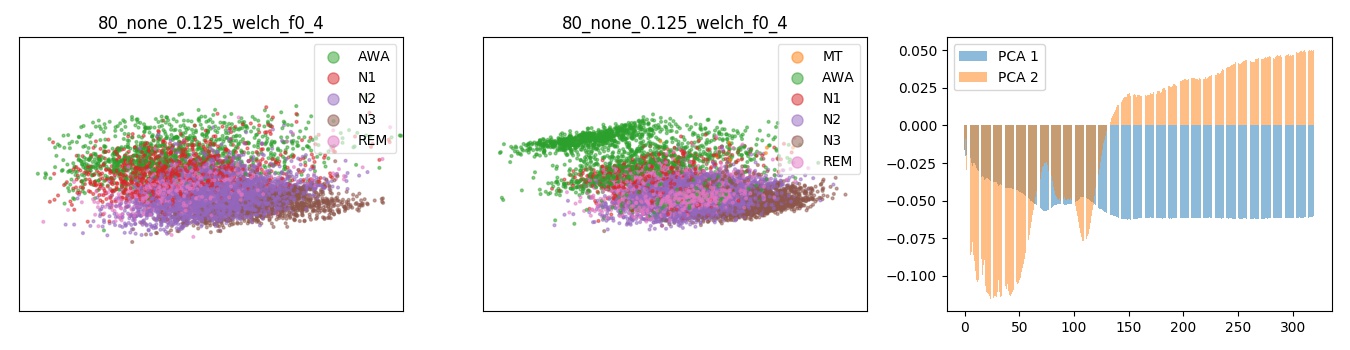 80_none_0.125_welch_f0_4
AWA
N1
N2
N3
REM
80_none_0.125_welch_f0_4
MT
AWA
N1
N2
N3
REM
PCA 1
PCA 2
0.050
0.025
0.000
−0.025
−0.050
−0.075
−0.100
0
50
100
150
200
250
300